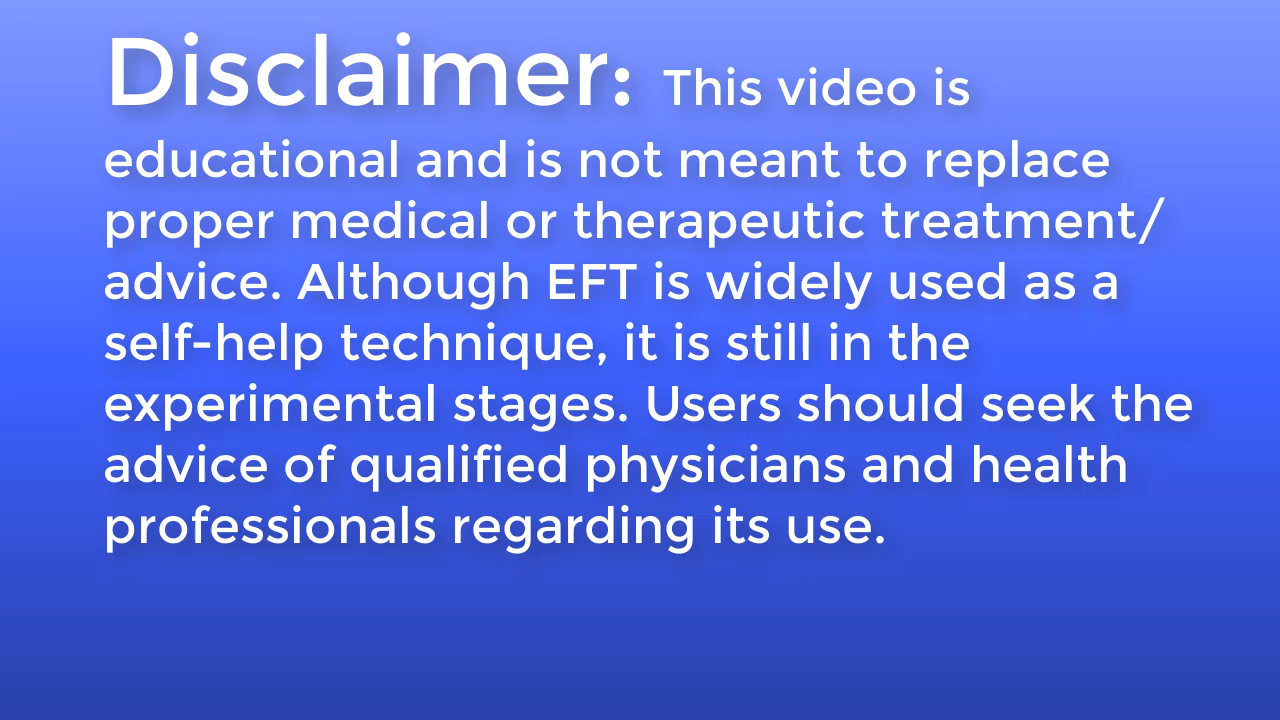 Disclaimer: This video is
educational and is not meant to replace
proper medical or therapeutic treatment/
advice. Although EFT is widely used as a
self-help technique, it is still in the
experimental stages. Users should seek the
advice of qualified physicians and health
professionals regarding its use.